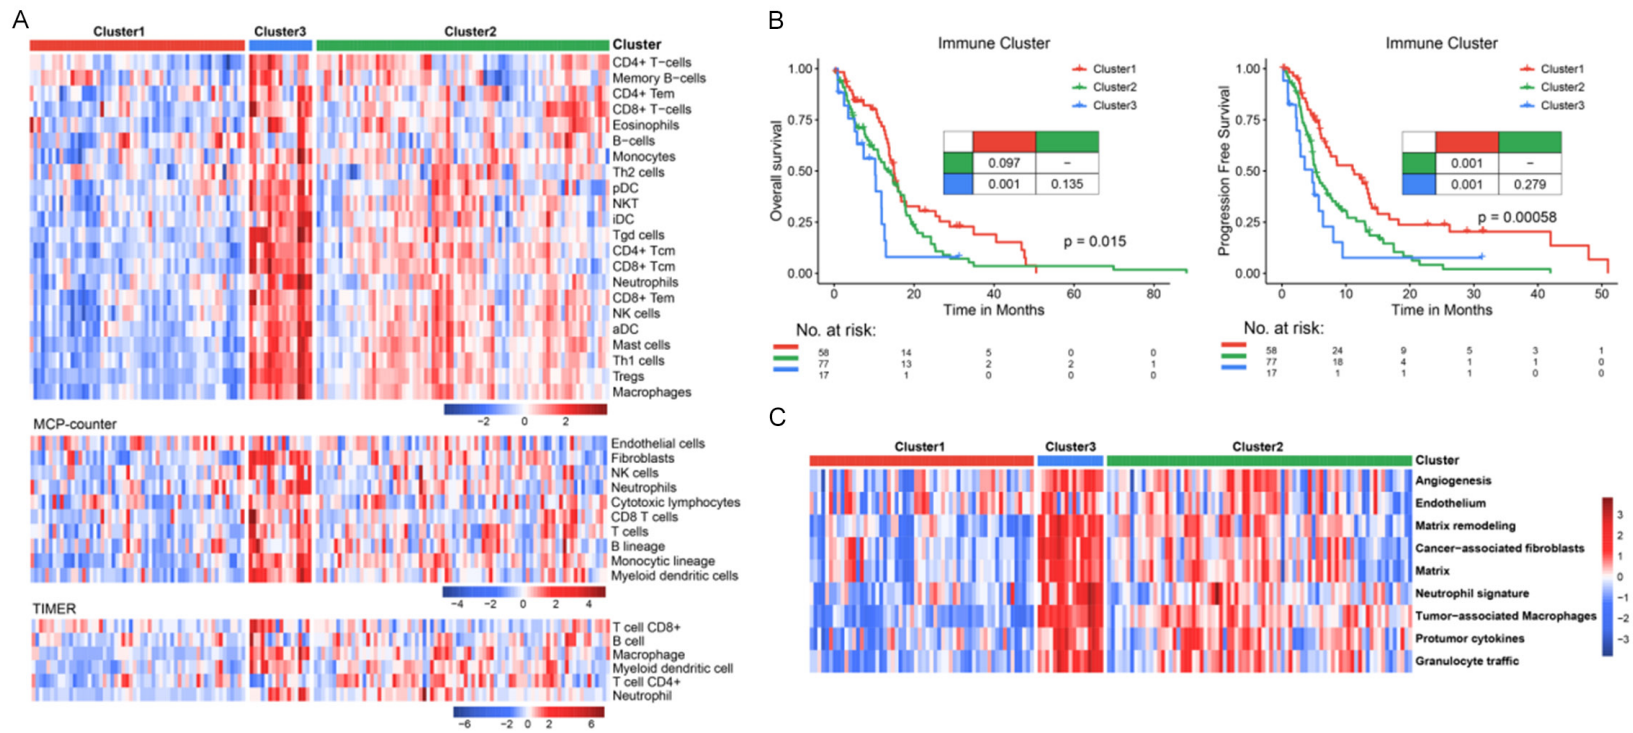 A
Cluster1 Cluster3 Cluster2
Cluster
CD4+ T−cells
Memory B−cells
CD4+ Tem
CD8+ T−cells
Eosinophils
B−cells
Monocytes
Th2 cells
pDC
NKT
iDC
Tgd cells
CD4+ Tcm
CD8+ Tcm
Neutrophils
CD8+ Tem
NK cells
aDC
Mast cells
Th1 cells
Tregs
Macrophages
−2 0 2
MCP-counter
Endothelial cells
Fibroblasts
NK cells
Neutrophils
Cytotoxic lymphocytes
CD8 T cells
T cells
B lineage
Monocytic lineage
Myeloid dendritic cells
−4 −2 0 2 4
TIMER
T cell CD8+
B cell
Macrophage
Myeloid dendritic cell
T cell CD4+
Neutrophil
−6 −2 0 2 6
B
Immune Cluster
Overall survival
1.00
0.75
0.50
0.25
0.00
Cluster1
Cluster2
Cluster3
0.097 −
0.001 0.135
p = 0.015
0 20 40 60 80
Time in Months
No. at risk:
58 14 5 0 0
77 13 2 2 1
17 1 0 0 0
Immune Cluster
Progression Free Survival
1.00
0.75
0.50
0.25
0.00
Cluster1
Cluster2
Cluster3
0.001 −
0.001 0.279
p = 0.00058
0 10 20 30 40 50
Time in Months
No. at risk:
58 24 9 5 3 1
77 18 4 1 1 0
17 1 1 1 0 0
C
Cluster1 Cluster3 Cluster2
Cluster
Angiogenesis
Endothelium
Matrix remodeling
Cancer−associated fibroblasts
Matrix
Neutrophil signature
Tumor−associated Macrophages
Protumor cytokines
Granulocyte traffic
3
2
1
0
−1
−2
−3